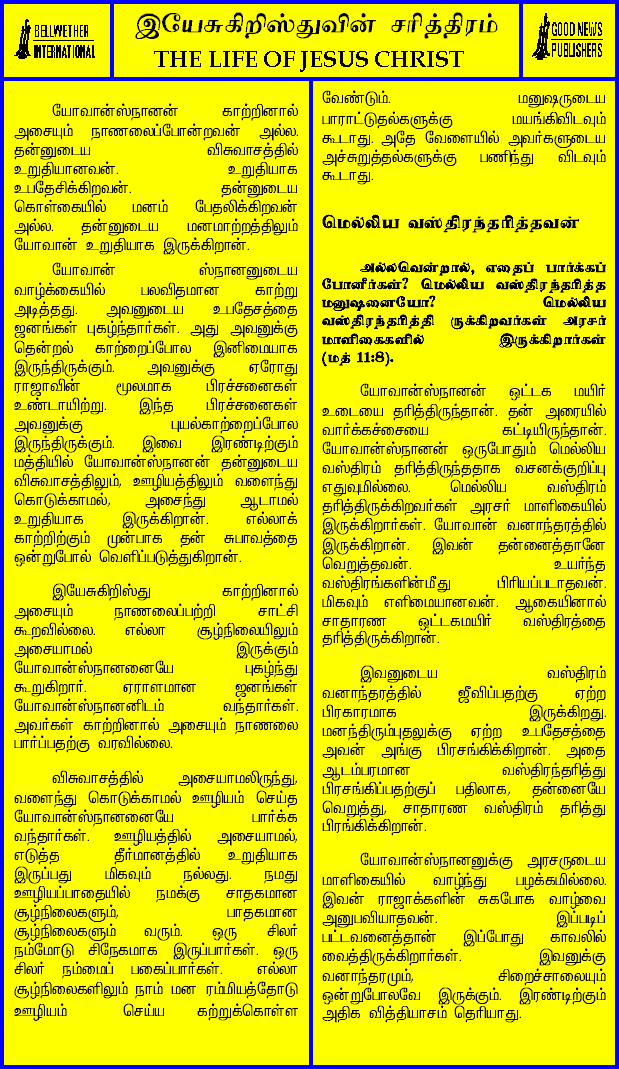 BELLWETHER
INTERNATIONAL
இயேசுகிறிஸ்துவின் சரித்திரம்
THE LIFE OF JESUS CHRIST
GOOD NEWS
PUBLISHERS
யோவான்ஸ்நானன் காற்றினால்
அசையும் நாணலைப்போன்றவன் அல்ல.
தன்னுடைய விசுவாசத்தில்
உறுதியானவன். உறுதியாக
உபதேசிக்கிறவன். தன்னுடைய
கொள்கையில் மனம் பேதலிக்கிறவன்
அல்ல. தன்னுடைய மனமாற்றத்திலும்
யோவான் உறுதியாக இருக்கிறான்.
யோவான் ஸ்நானனுடைய
வாழ்க்கையில் பலவிதமான காற்று
அடித்தது. அவனுடைய உபதேசத்தை
ஜனங்கள் புகழ்ந்தார்கள். அது அவனுக்கு
தென்றல் காற்றைப்போல இனிமையாக
இருந்திருக்கும். அவனுக்கு ஏரோது
ராஜாவின் மூலமாக பிரச்சனைகள்
உண்டாயிற்று. இந்த பிரச்சனைகள்
அவனுக்கு புயல்காற்றைப்போல
இருந்திருக்கும். இவை இரண்டிற்கும்
மத்தியில் யோவான்ஸ்நானன் தன்னுடைய
விசுவாசத்திலும், ஊழியத்திலும் வளைந்து
கொடுக்காமல், அசைந்து ஆடாமல்
உறுதியாக இருக்கிறான். எல்லாக்
காற்றிற்கும் முன்பாக தன் சுபாவத்தை
ஒன்றுபோல் வெளிப்படுத்துகிறான்.
இயேசுகிறிஸ்து காற்றினால்
அசையும் நாணலைப்பற்றி சாட்சி
கூறவில்லை. எல்லா சூழ்நிலையிலும்
அசையாமல் இருக்கும்
யோவான்ஸ்நானனையே புகழ்ந்து
கூறுகிறார். ஏராளமான ஜனங்கள்
யோவான்ஸ்நானனிடம் வந்தார்கள்.
அவர்கள் காற்றினால் அசையும் நாணலை
பார்ப்பதற்கு வரவில்லை.
விசுவாசத்தில் அசையாமலிருந்து,
வளைந்து கொடுக்காமல் ஊழியம் செய்த
யோவான்ஸ்நானனையே பார்க்க
வந்தார்கள். ஊழியத்தில் அசையாமல்,
எடுத்த தீர்மானத்தில் உறுதியாக
இருப்பது மிகவும் நல்லது. நமது
ஊழியப்பாதையில் நமக்கு சாதகமான
சூழ்நிலைகளும், பாதகமான
சூழ்நிலைகளும் வரும். ஒரு சிலர்
நம்மோடு சிநேகமாக இருப்பார்கள். ஒரு
சிலர் நம்மைப் பகைப்பார்கள். எல்லா
சூழ்நிலைகளிலும் நாம் மன ரம்மியத்தோடு
ஊழியம் செய்ய கற்றுக்கொள்ள
வேண்டும். மனுஷருடைய
பாராட்டுதல்களுக்கு மயங்கிவிடவும்
கூடாது. அதே வேளையில் அவர்களுடைய
அச்சுறுத்தல்களுக்கு பணிந்து விடவும்
கூடாது.
மெல்லிய வஸ்திரந்தரித்தவன்
அல்லவென்றால், எதைப் பார்க்கப்
போனீர்கள்? மெல்லிய வஸ்திரந்தரித்த
மனுஷனையோ? மெல்லிய
வஸ்திரந்தரித்தி ருக்கிறவர்கள் அரசர்
மாளிகைகளில் இருக்கிறார்கள்
(மத் 11:8).
யோவான்ஸ்நானன் ஒட்டக மயிர்
உடையை தரித்திருந்தான். தன் அரையில்
வார்க்கச்சையை கட்டியிருந்தான்.
யோவான்ஸ்நானன் ஒருபோதும் மெல்லிய
வஸ்திரம் தரித்திருந்ததாக வசனக்குறிப்பு
எதுவுமில்லை. மெல்லிய வஸ்திரம்
தரித்திருக்கிறவர்கள் அரசர் மாளிகையில்
இருக்கிறார்கள். யோவான் வனாந்தரத்தில்
இருக்கிறான். இவன் தன்னைத்தானே
வெறுத்தவன். உயர்ந்த
வஸ்திரங்களின்மீது பிரியப்படாதவன்.
மிகவும் எளிமையானவன். ஆகையினால்
சாதாரண ஒட்டகமயிர் வஸ்திரத்தை
தரித்திருக்கிறான்.
இவனுடைய வஸ்திரம்
வனாந்தரத்தில் ஜீவிப்பதற்கு ஏற்ற
பிரகாரமாக இருக்கிறது.
மனந்திரும்புதலுக்கு ஏற்ற உபதேசத்தை
அவன் அங்கு பிரசங்கிக்கிறான். அதை
ஆடம்பரமான வஸ்திரந்தரித்து
பிரசங்கிப்பதற்குப் பதிலாக, தன்னையே
வெறுத்து, சாதாரண வஸ்திரம் தரித்து
பிரங்கிக்கிறான்.
யோவான்ஸ்நானனுக்கு அரசருடைய
மாளிகையில் வாழ்ந்து பழக்கமில்லை.
இவன் ராஜாக்களின் சுகபோக வாழ்வை
அனுபவியாதவன். இப்படிப்
பட்டவனைத்தான் இப்போது காவலில்
வைத்திருக்கிறார்கள். இவனுக்கு
வனாந்தரமும், சிறைச்சாலையும்
ஒன்றுபோலவே இருக்கும். இரண்டிற்கும்
அதிக வித்தியாசம் தெரியாது.